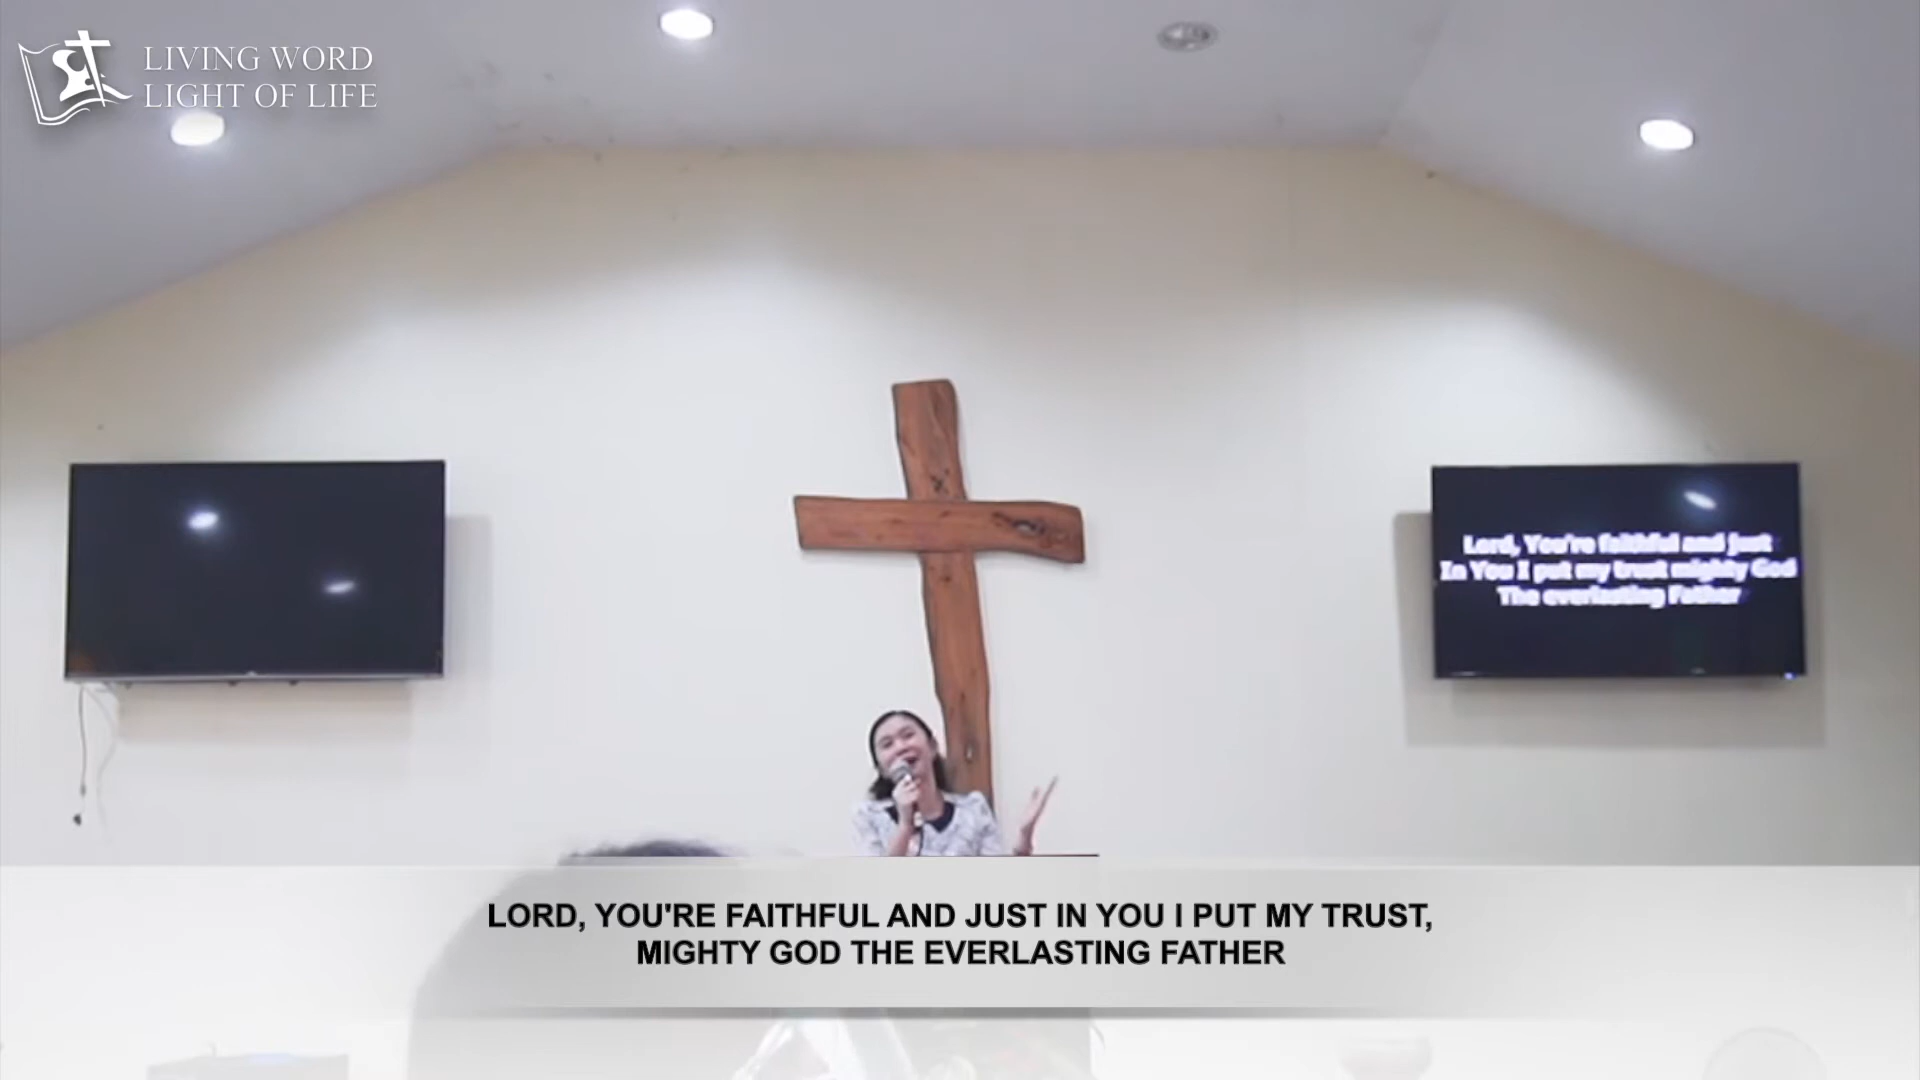 LIVING WORD
LIGHT OF LIFE
Lord, You're faithful and just
In You I put my trust mighty God
The everlasting Father
LORD, YOU'RE FAITHFUL AND JUST IN YOU I PUT MY TRUST,
MIGHTY GOD THE EVERLASTING FATHER